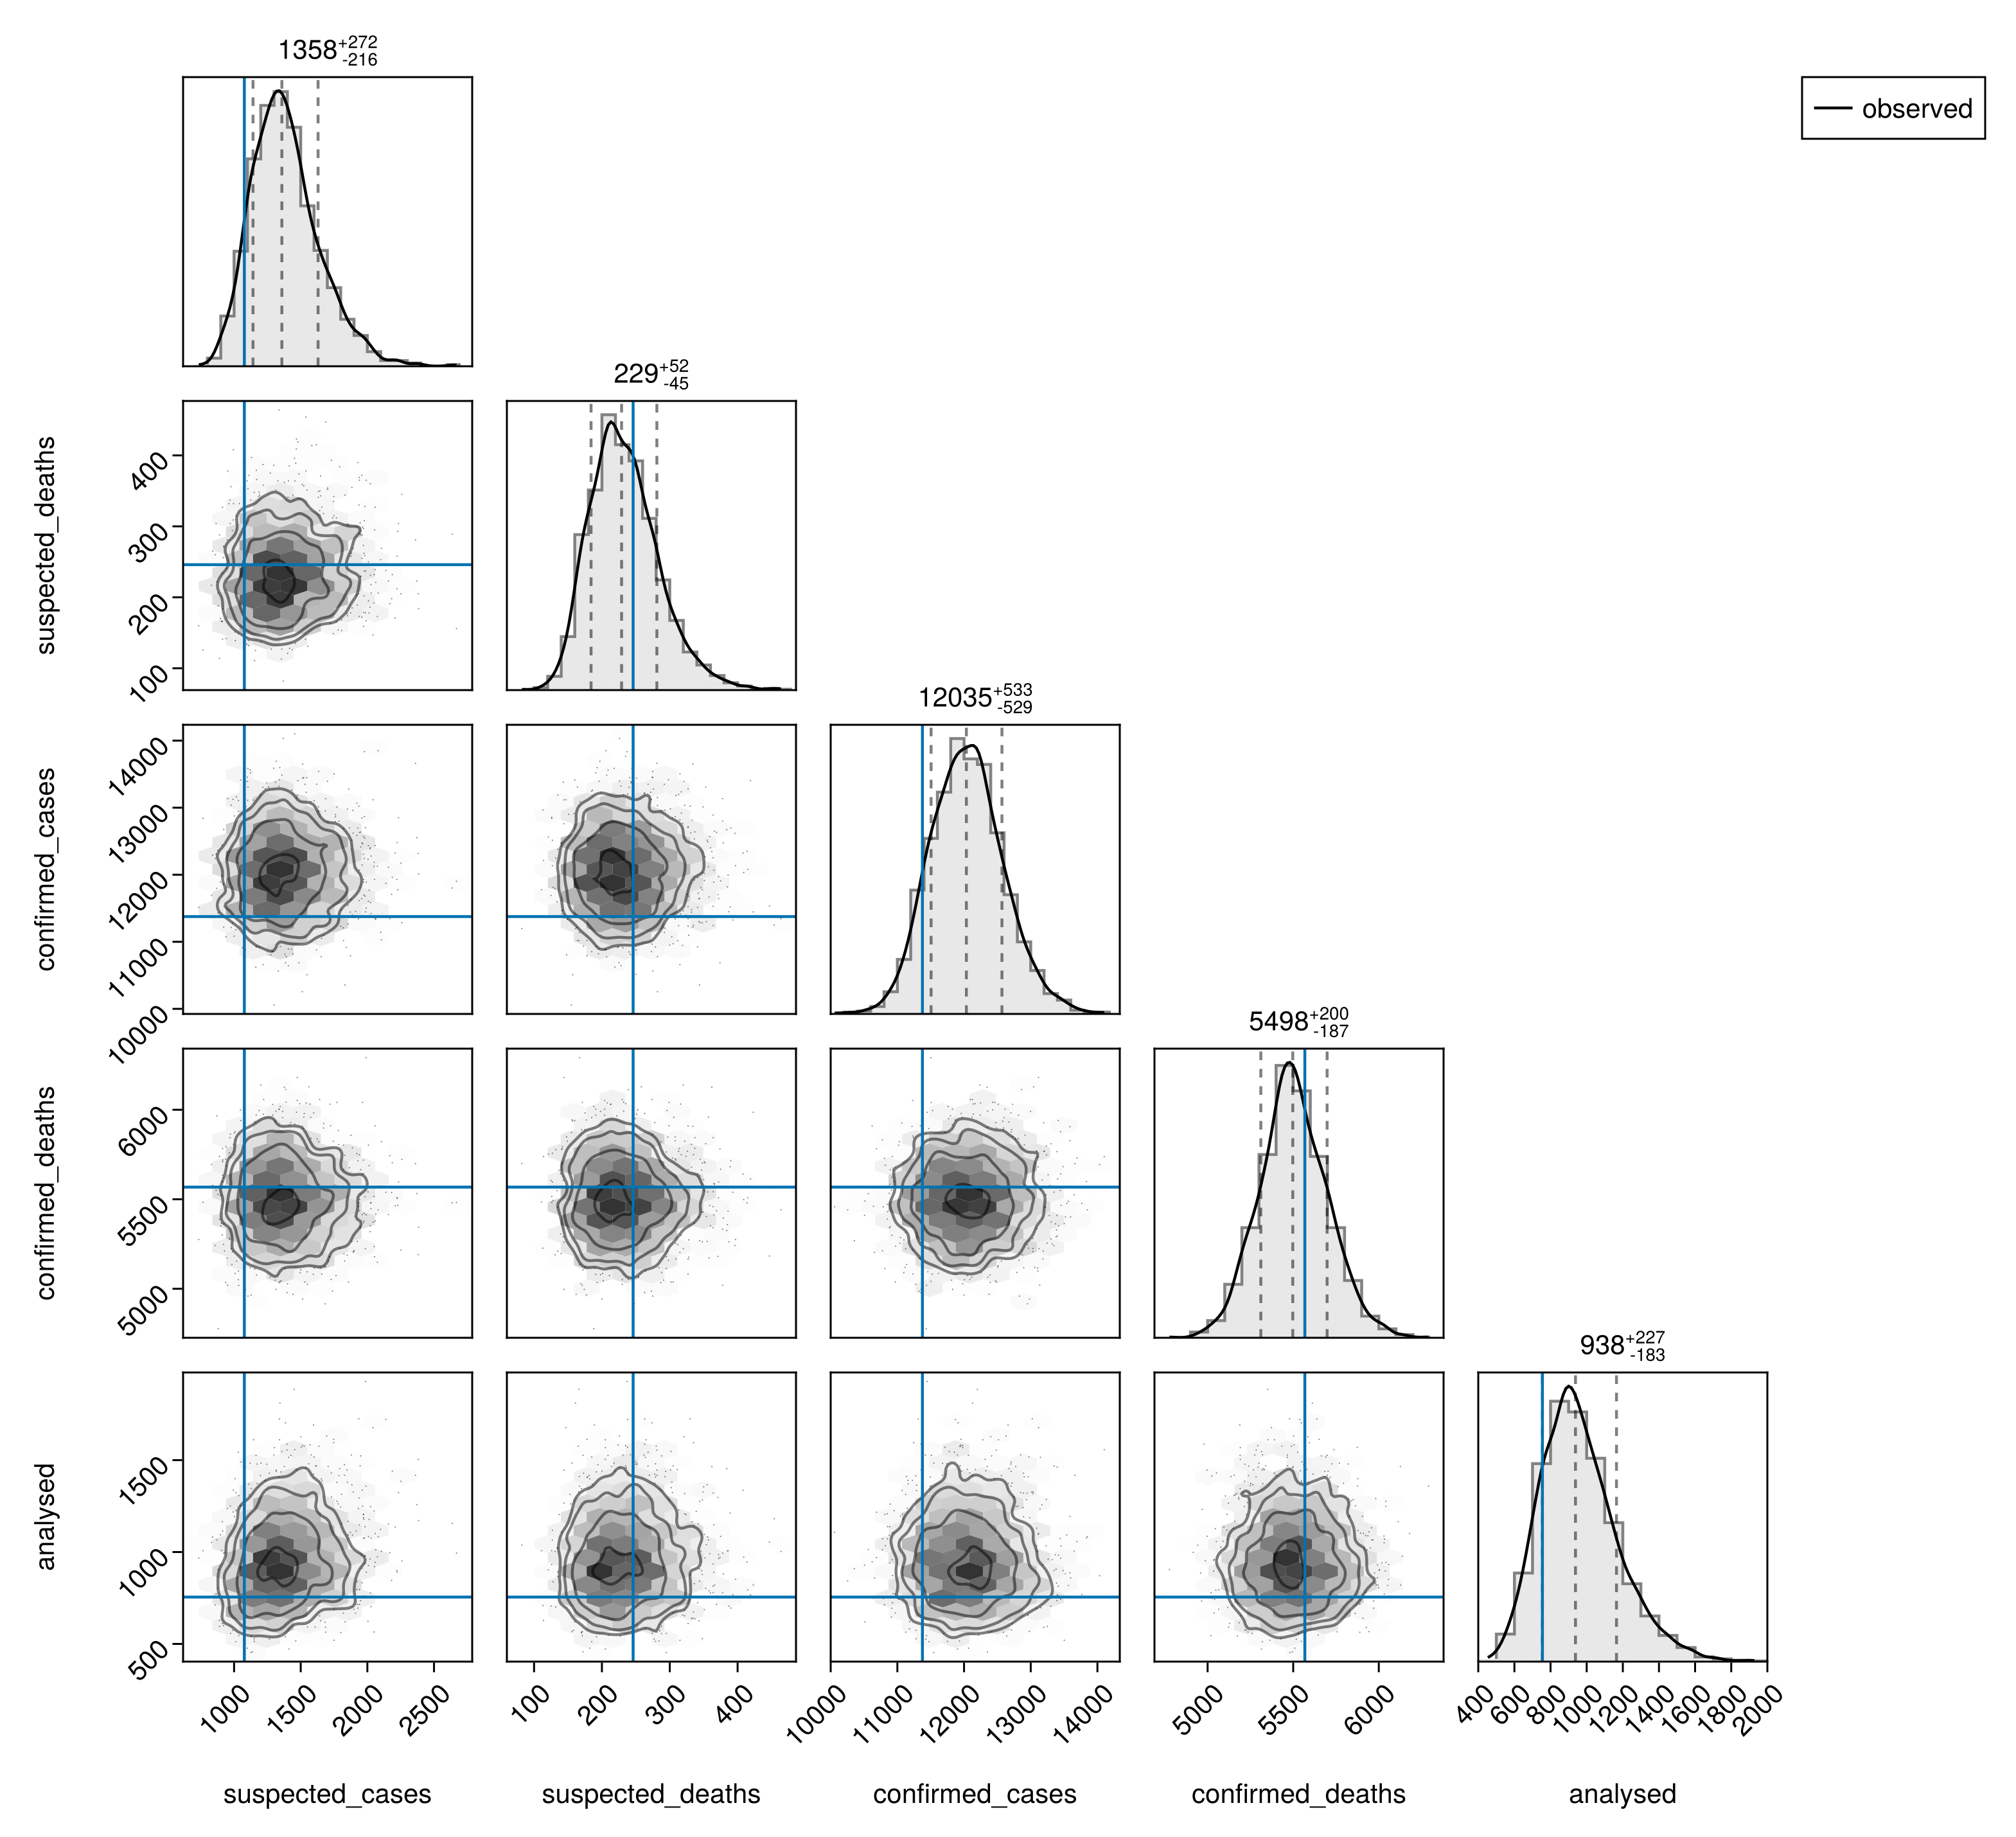 1358+272-216
observed
229+52-45
400
300
200
100
suspected_deaths
12035+533-529
14000
13000
12000
11000
10000
confirmed_cases
5498+200-187
6000
5500
5000
confirmed_deaths
938+227-183
1500
1000
500
analysed
1000 1500 2000 2500 100 200 300 400 10000 11000 12000 13000 14000 5000 5500 6000 400 600 800 1000 1200 1400 1600 1800 2000
suspected_cases suspected_deaths confirmed_cases confirmed_deaths analysed